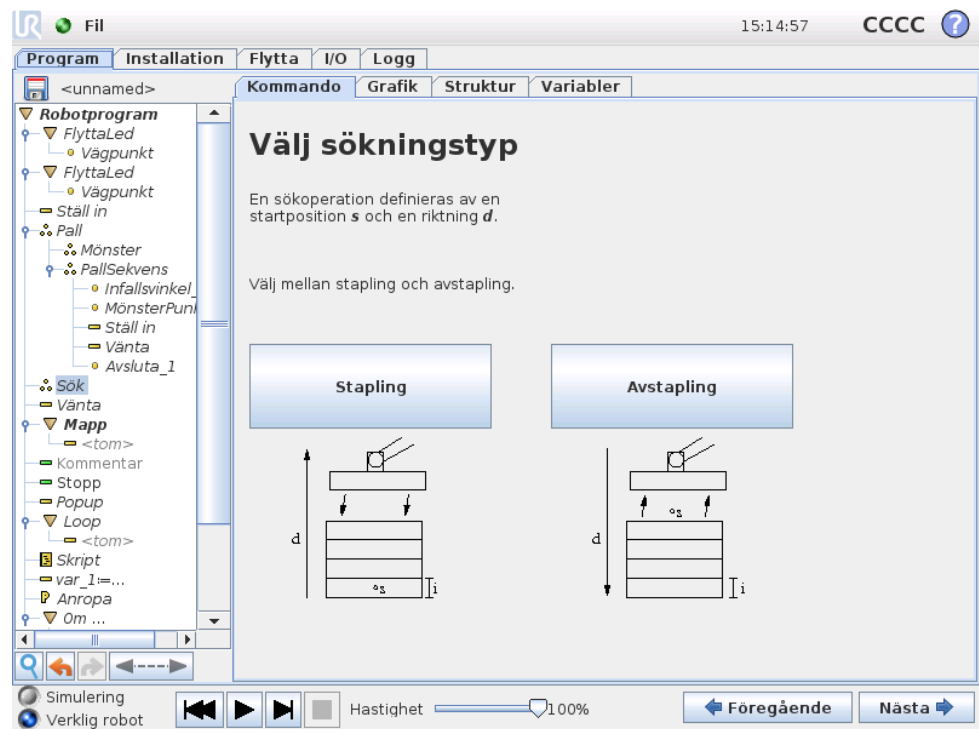 UR Fil 15:14:57 CCCC ?
Program Installation Flytta I/O Logg
<unnamed>
Kommando Grafik Struktur Variabler
Robotprogram
FlyttaLed
Vägpunkt
FlyttaLed
Vägpunkt
Ställ in
Pall
Mönster
PallSekvens
Infallsvinkel_
MönsterPunk
Ställ in
Vänta
Avsluta_1
Sök
Vänta
Mapp
<tom>
Kommentar
Stopp
Popup
Loop
<tom>
Skript
var_1:=...
P Anropa
Om ...
Välj sökningstyp
En sökoperation definieras av en
startposition s och en riktning d.
Välj mellan stapling och avstapling.
Stapling
Avstapling
d
s
i
d
s
i
Simulering
Verklig robot
Hastighet 100%
Föregående
Nästa